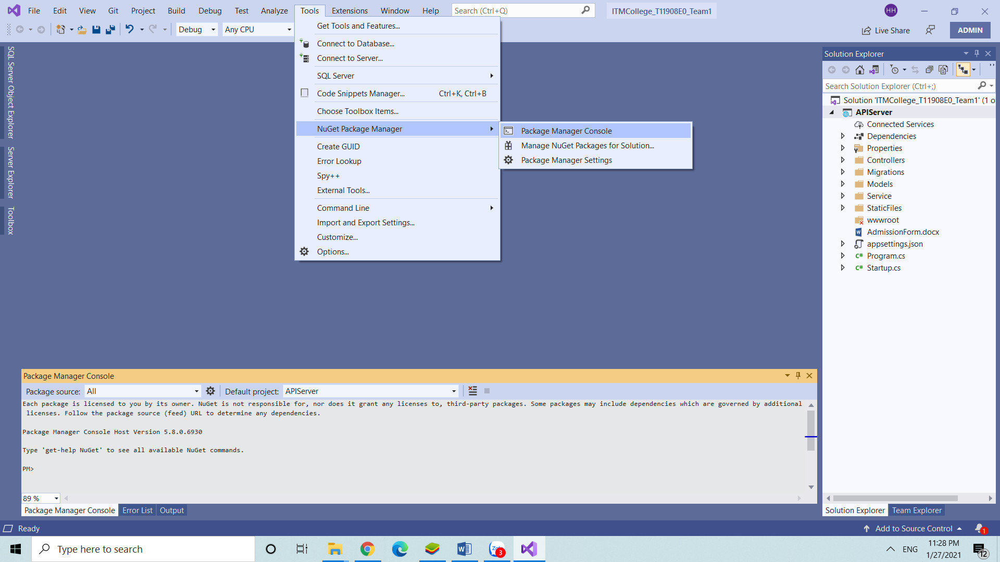 File Edit View Git Project Build Debug Test Analyze Tools Extensions Window Help Search (Ctrl+Q) ITMCollege_T11908E0_Team1 HH
Debug Any CPU Live Share ADMIN
SQL Server Object Explorer
Server Explorer
Toolbox
Get Tools and Features...
Connect to Database...
Connect to Server...
SQL Server
Code Snippets Manager... Ctrl+K, Ctrl+B
Choose Toolbox Items...
NuGet Package Manager
Create GUID
Error Lookup
Spy++
External Tools...
Command Line
Import and Export Settings...
Customize...
Options...
Package Manager Console
Manage NuGet Packages for Solution...
Package Manager Settings
Solution Explorer
Search Solution Explorer (Ctrl+;)
Solution 'ITMCollege_T11908E0_Team1' (1 o
APIServer
Connected Services
Dependencies
Properties
Controllers
Migrations
Models
Service
StaticFiles
wwwroot
AdmissionForm.docx
appsettings.json
C# Program.cs
C# Startup.cs
Package Manager Console
Package source: All Default project: APIServer
Each package is licensed to you by its owner. NuGet is not responsible for, nor does it grant any licenses to, third-party packages. Some packages may include dependencies which are governed by additional
licenses. Follow the package source (feed) URL to determine any dependencies.
Package Manager Console Host Version 5.8.0.6930
Type 'get-help NuGet' to see all available NuGet commands.
PM>
89 %
Package Manager Console Error List Output
Solution Explorer Team Explorer
Ready Add to Source Control 1
Type here to search 3 ENG 11:28 PM
1/27/2021 12